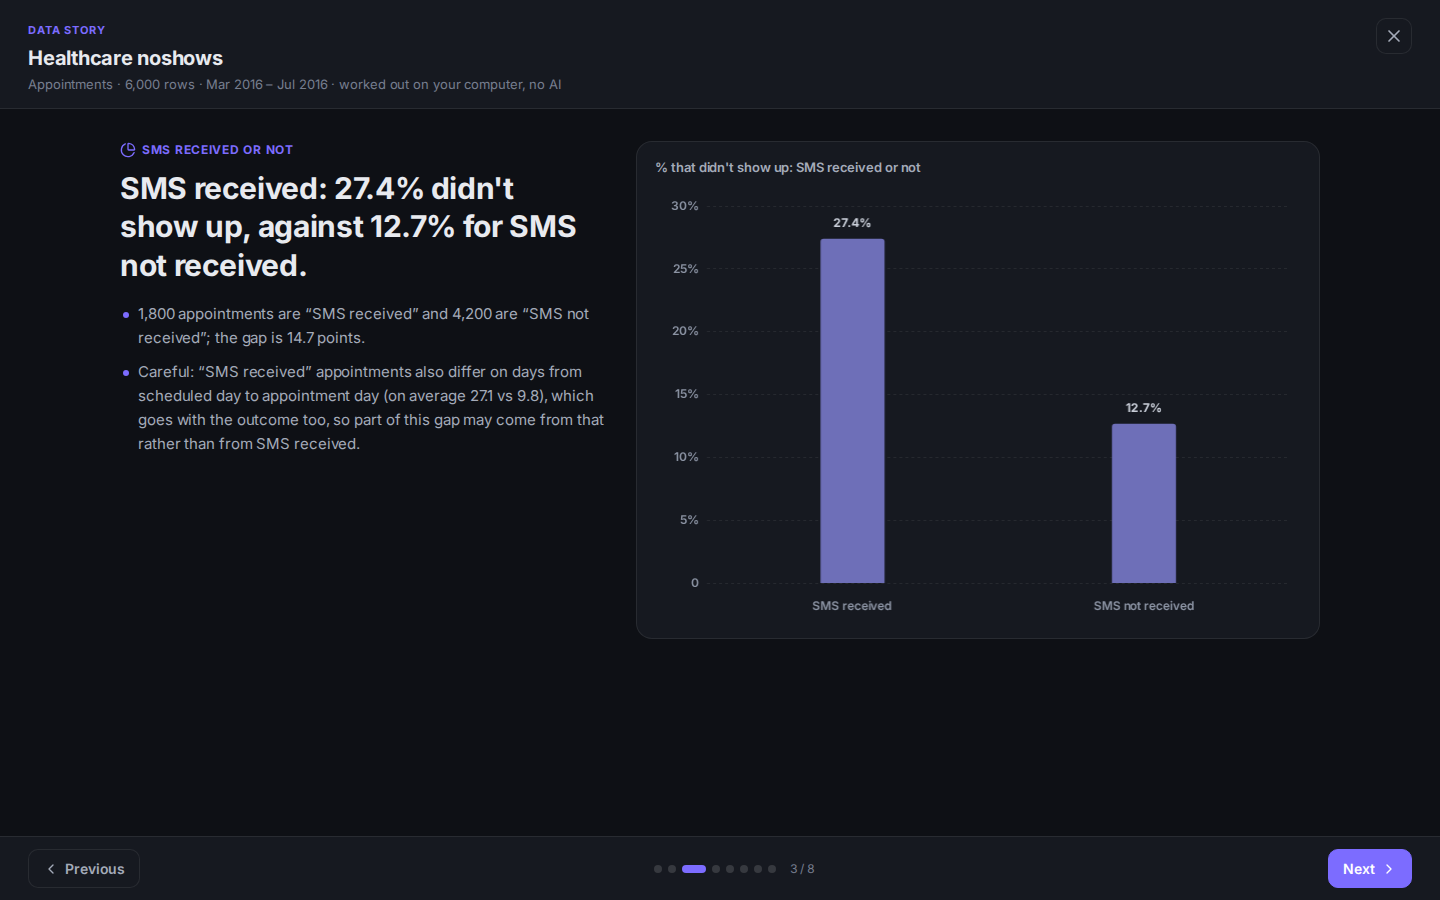 DATA STORY
Healthcare noshows
Appointments · 6,000 rows · Mar 2016 – Jul 2016 · worked out on your computer, no AI
SMS RECEIVED OR NOT
SMS received: 27.4% didn't
show up, against 12.7% for SMS
not received.
1,800 appointments are “SMS received” and 4,200 are “SMS not
received”; the gap is 14.7 points.
Careful: “SMS received” appointments also differ on days from
scheduled day to appointment day (on average 27.1 vs 9.8), which
goes with the outcome too, so part of this gap may come from that
rather than from SMS received.
% that didn't show up: SMS received or not
30%
27.4%
25%
20%
15%
12.7%
10%
5%
0
SMS received
SMS not received
Previous
3 / 8
Next